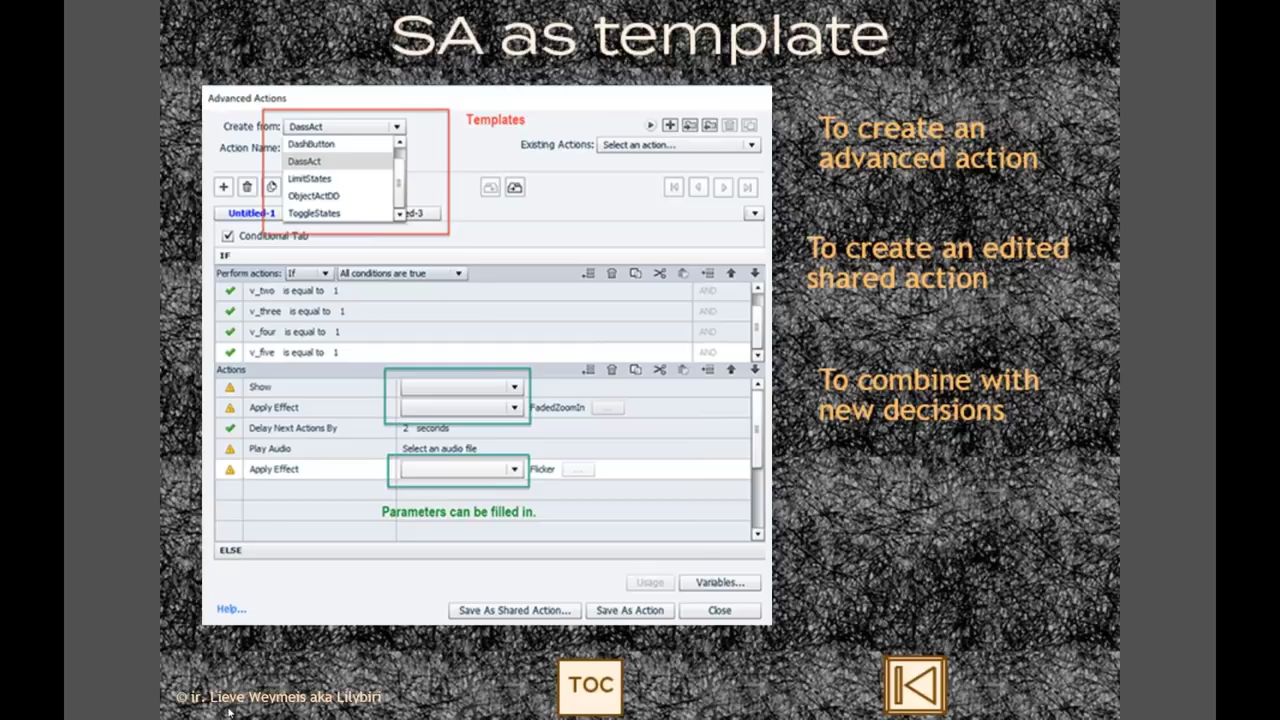 SA as template
Advanced Actions
Create from: DassAct
Templates
Action Name:
DashButton
DassAct
LimitStates
ObjectActDD
ToggleStates
Existing Actions: Select an action...
Untitled-1
ed-3
Conditional Tab
IF
Perform actions: If All conditions are true
v_two is equal to 1 AND
v_three is equal to 1 AND
v_four is equal to 1 AND
v_five is equal to 1 AND
Actions
Show
Apply Effect FadedZoomIn ...
Delay Next Actions By 2 seconds
Play Audio Select an audio file
Apply Effect Flicker ...
Parameters can be filled in.
ELSE
Usage Variables...
Help... Save As Shared Action... Save As Action Close
To create an
advanced action
To create an edited
shared action
To combine with
new decisions
© ir. Lieve Weymeis aka Lilybiri
TOC